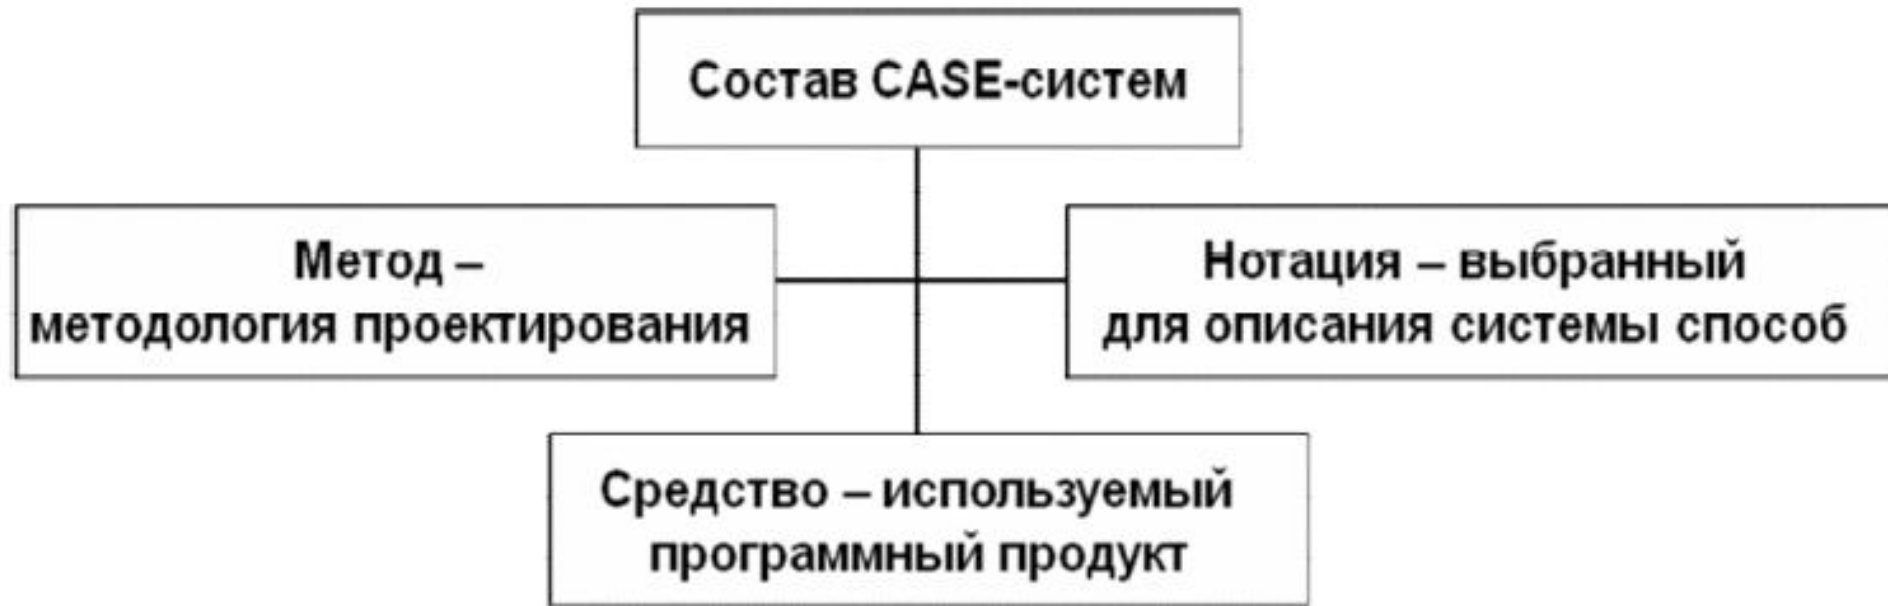 Состав CASE-систем
Метод –
методология проектирования
Нотация – выбранный
для описания системы способ
Средство – используемый
программный продукт